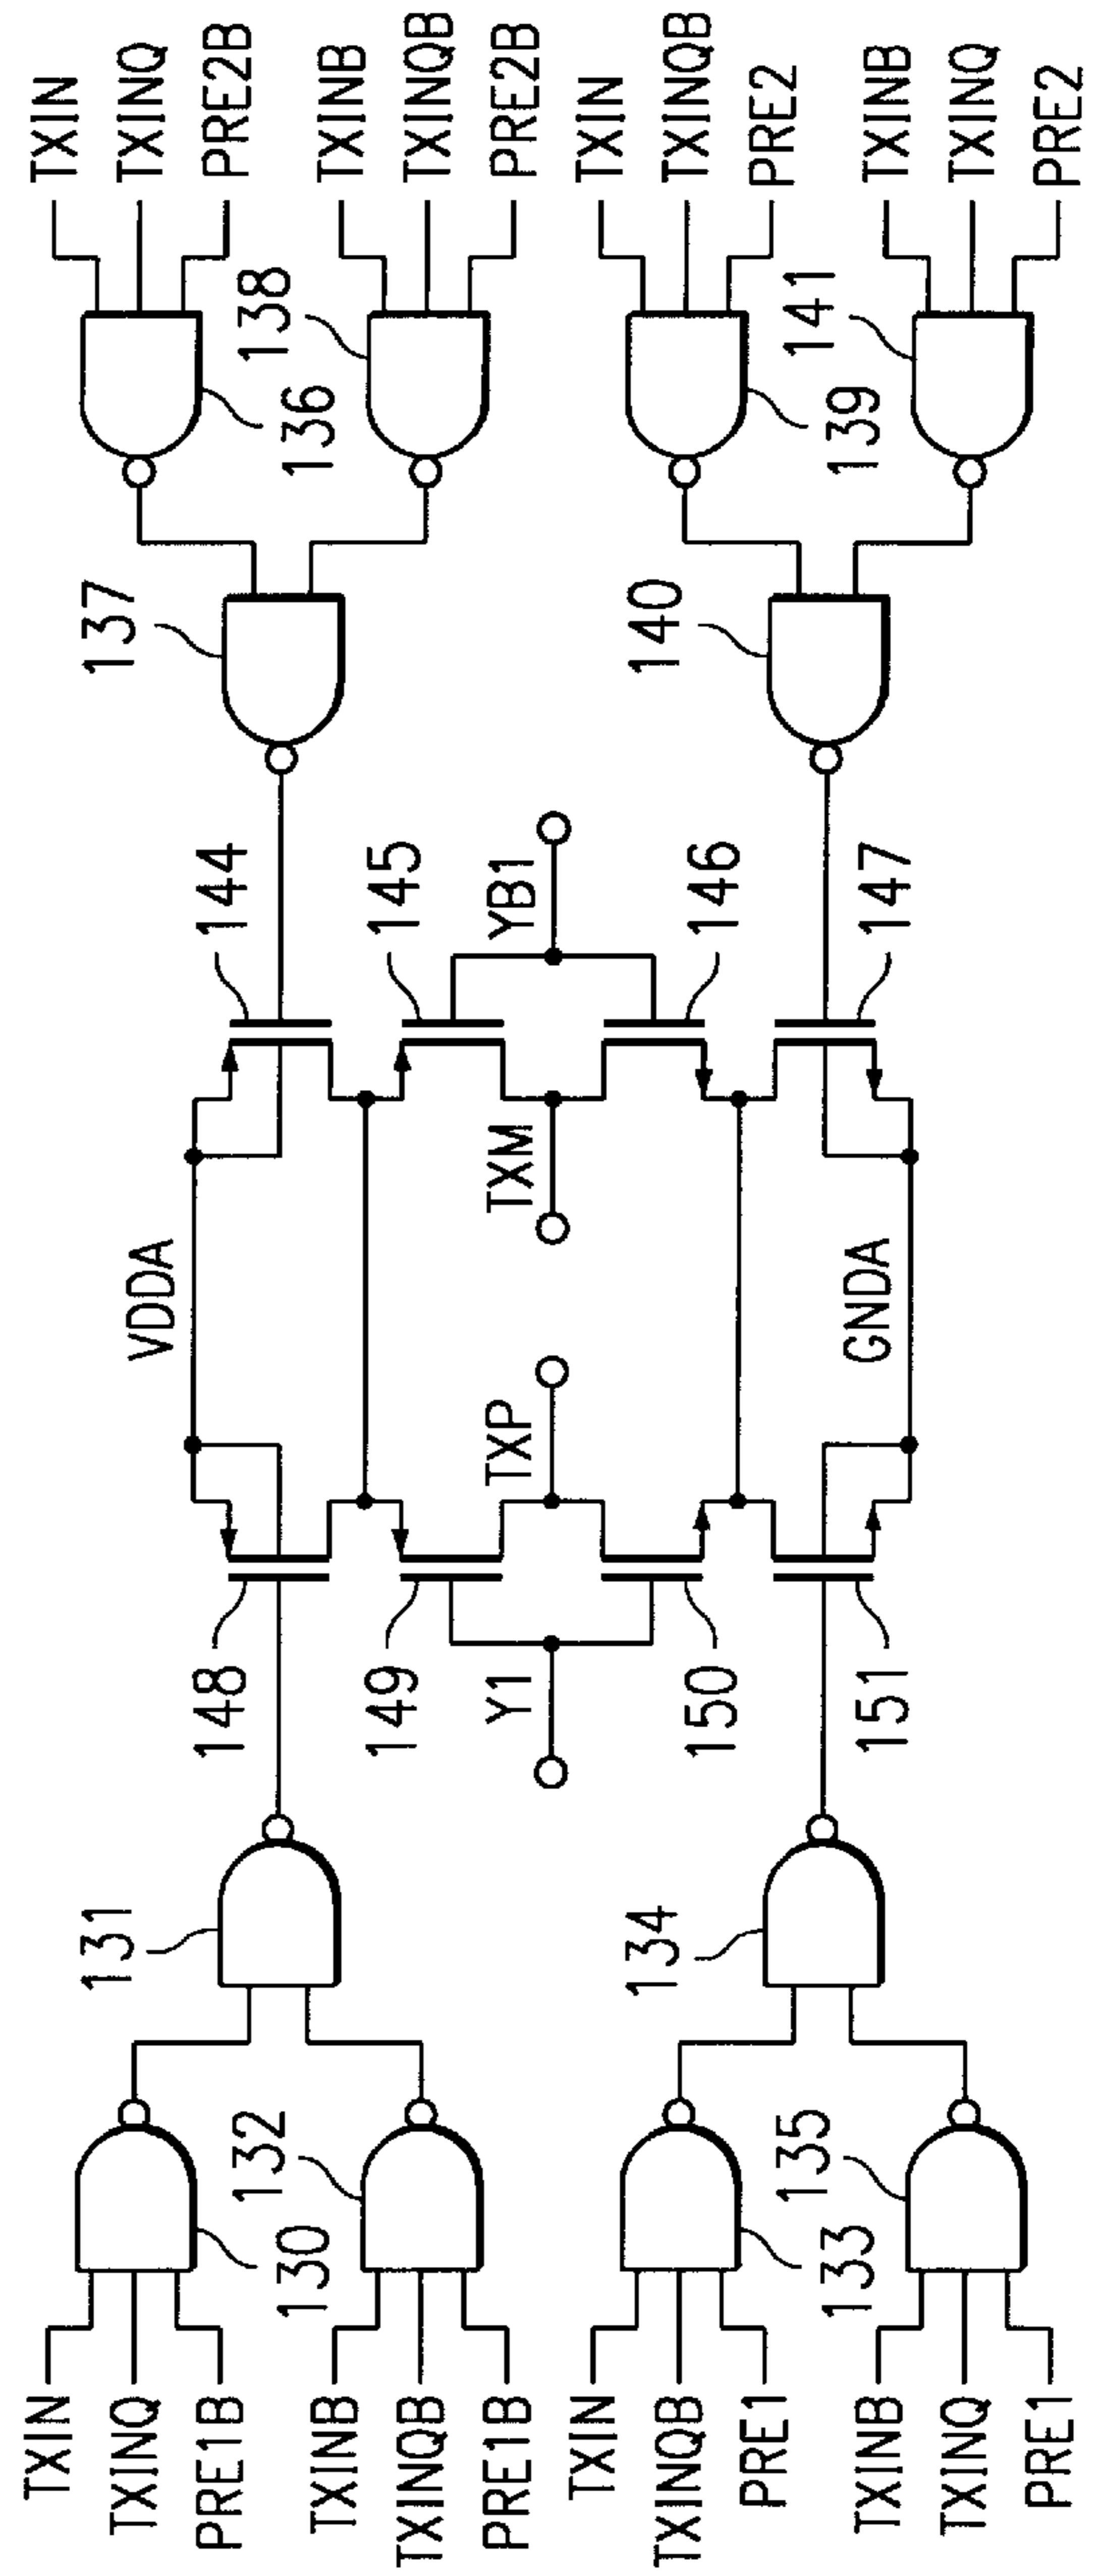 TXIN
TXINQ
PRE1B
TXINB
TXINQB
PRE1B
TXIN
TXINQB
PRE1
TXINB
TXINQ
PRE1
130
132
133
135
131
134
148
149
Y1
150
151
VDDA
TXP
TXM
GNDA
144
145
YB1
146
147
137
140
136
138
139
141
TXIN
TXINQ
PRE2B
TXINB
TXINQB
PRE2B
TXIN
TXINQB
PRE2
TXINB
TXINQ
PRE2